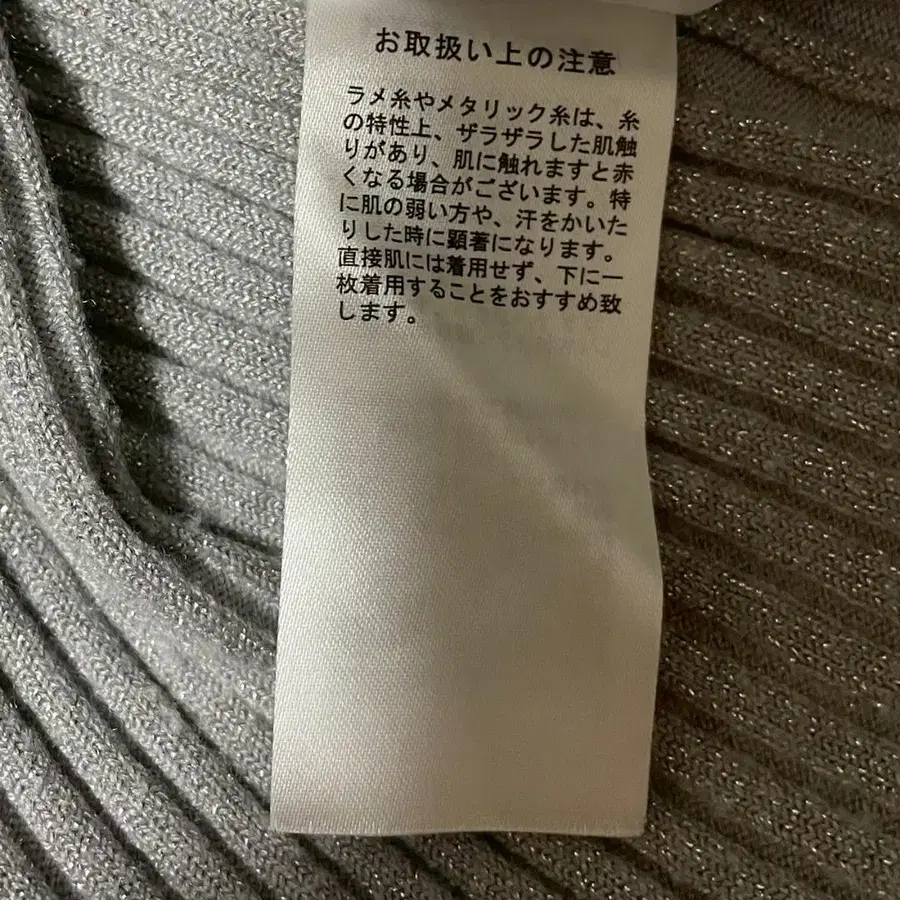 お取扱い上の注意
ラメ糸やメタリック糸は、糸
の特性上、ザラザラした肌触
りがあり、肌に触れますと赤
くなる場合がございます。特
に肌の弱い方や、汗をかいた
りした時に顕著になります。
直接肌には着用せず、下に一
枚着用することをおすすめ致
します。